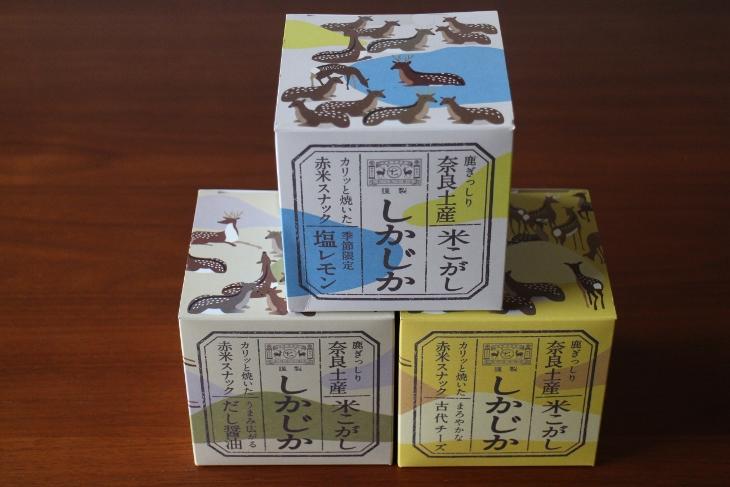 鹿ぎっしり
奈良土産
米こがし
謹製
しかじか
カリッと焼いた
赤米スナック
季節限定
塩レモン
鹿ぎっしり
奈良土産
米こがし
謹製
しかじか
カリッと焼いた
赤米スナック
うまみ広がる
だし醤油
鹿ぎっしり
奈良土産
米こがし
謹製
しかじか
カリッと焼いた
赤米スナック
まろやかな
古代チーズ